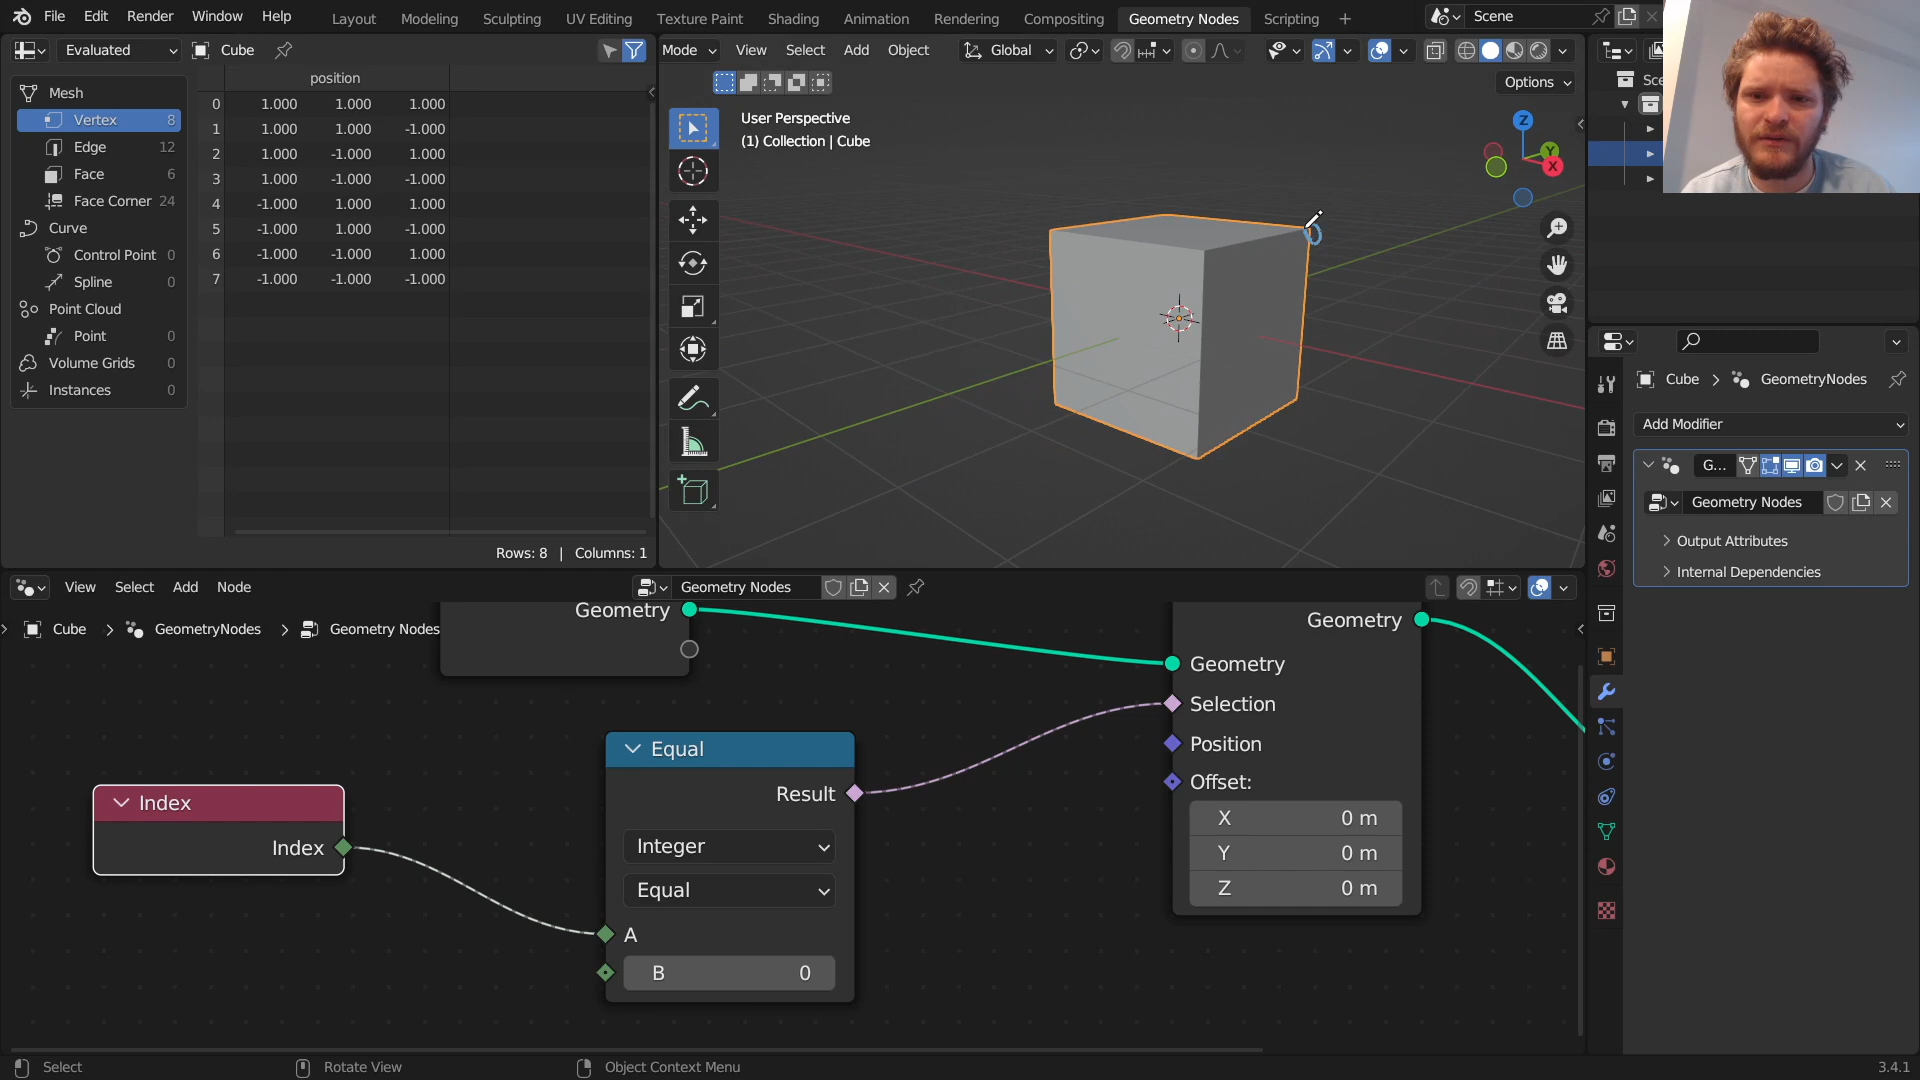 File Edit Render Window Help Layout Modeling Sculpting UV Editing Texture Paint Shading Animation Rendering Compositing Geometry Nodes Scripting + Scene
Evaluated Cube
Mode View Select Add Object Global
Options
position
Mesh
Vertex 8
Edge 12
Face 6
Face Corner 24
Curve
Control Point 0
Spline 0
Point Cloud
Point 0
Volume Grids 0
Instances 0
0 1.000 1.000 1.000
1 1.000 1.000 -1.000
2 1.000 -1.000 1.000
3 1.000 -1.000 -1.000
4 -1.000 1.000 1.000
5 -1.000 1.000 -1.000
6 -1.000 -1.000 1.000
7 -1.000 -1.000 -1.000
Rows: 8 | Columns: 1
User Perspective
(1) Collection | Cube
Z
Y
X
Sce
Cube > GeometryNodes
Add Modifier
G...
Geometry Nodes
Output Attributes
Internal Dependencies
View Select Add Node Geometry Nodes
Cube > GeometryNodes > Geometry Nodes
Geometry
Index
Index
Equal
Result
Integer
Equal
A
B 0
Geometry
Geometry
Selection
Position
Offset:
X 0 m
Y 0 m
Z 0 m
Select Rotate View Object Context Menu 3.4.1